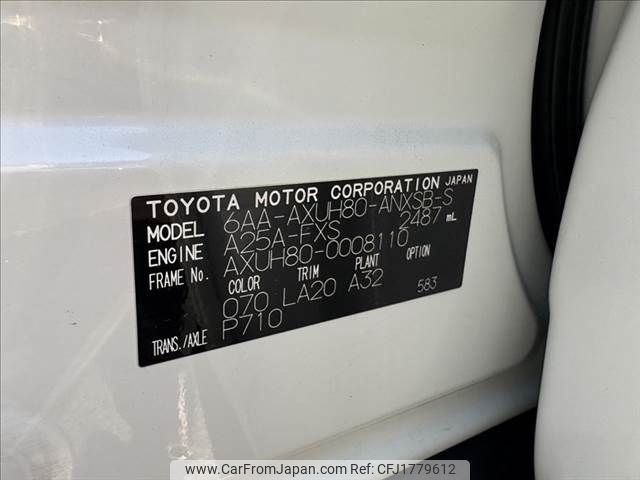 TOYOTA MOTOR CORPORATION JAPAN
MODEL 6AA-AXUH80-ANXSB-S
ENGINE A25A-FXS 2487 mL
FRAME No. AXUH80-0008110
COLOR TRIM PLANT OPTION
070 LA20 A32 583
TRANS./AXLE P710
www.CarFromJapan.com | ID: CFJ1779612